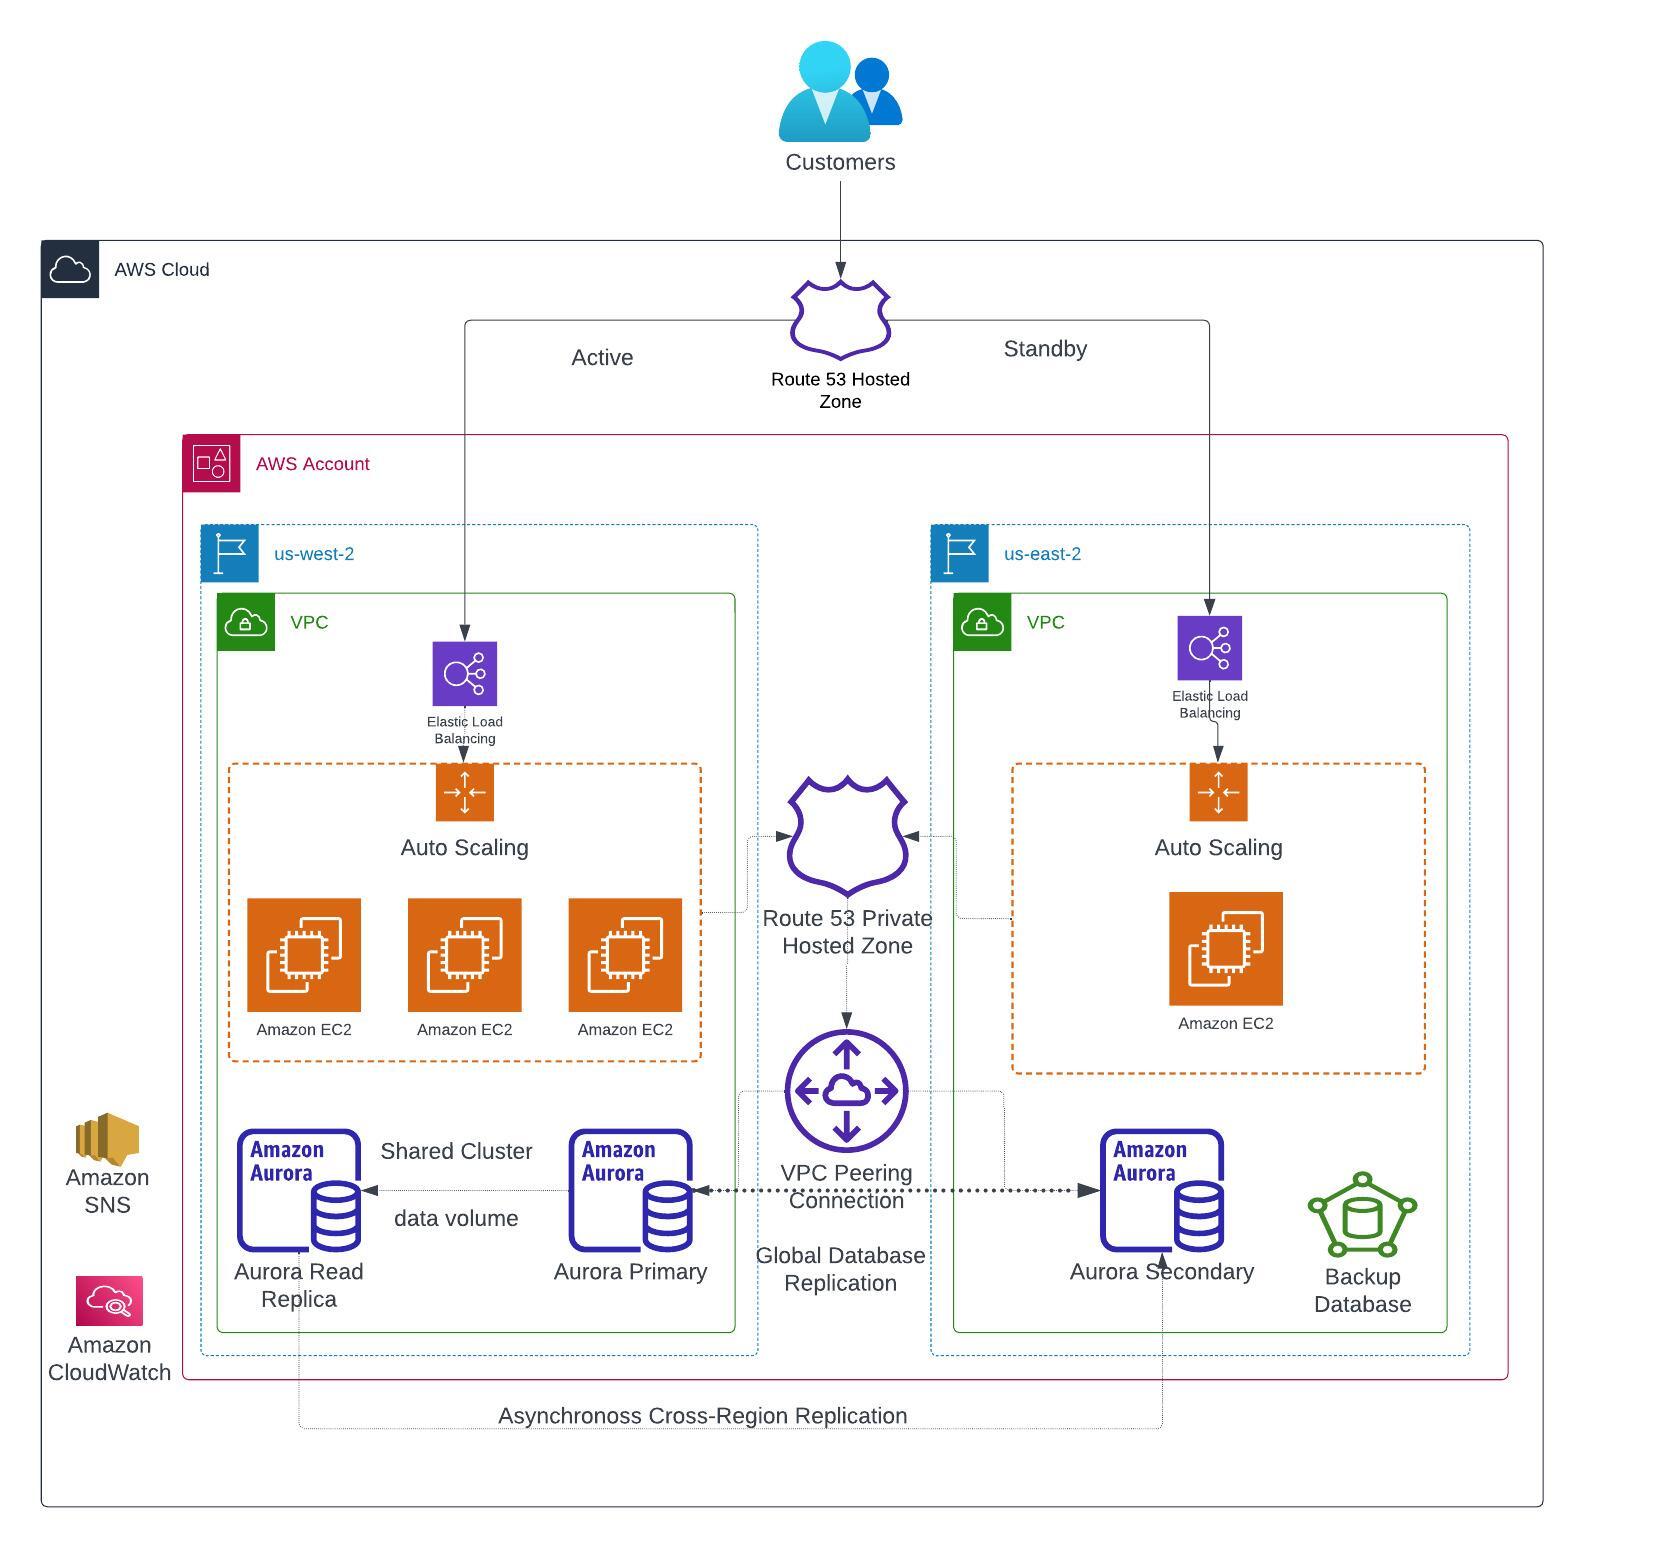 Customers
AWS Cloud
Active
Standby
Route 53 Hosted
Zone
AWS Account
us-west-2
us-east-2
VPC
VPC
Elastic Load
Balancing
Elastic Load
Balancing
Auto Scaling
Auto Scaling
Route 53 Private
Hosted Zone
Amazon EC2
Amazon EC2
Amazon EC2
Amazon EC2
Amazon
Aurora
Shared Cluster
Amazon
Aurora
VPC Peering
Connection
Amazon
Aurora
Amazon
SNS
data volume
Aurora Read
Replica
Aurora Primary
Global Database
Replication
Aurora Secondary
Backup
Database
Amazon
CloudWatch
Asynchronoss Cross-Region Replication